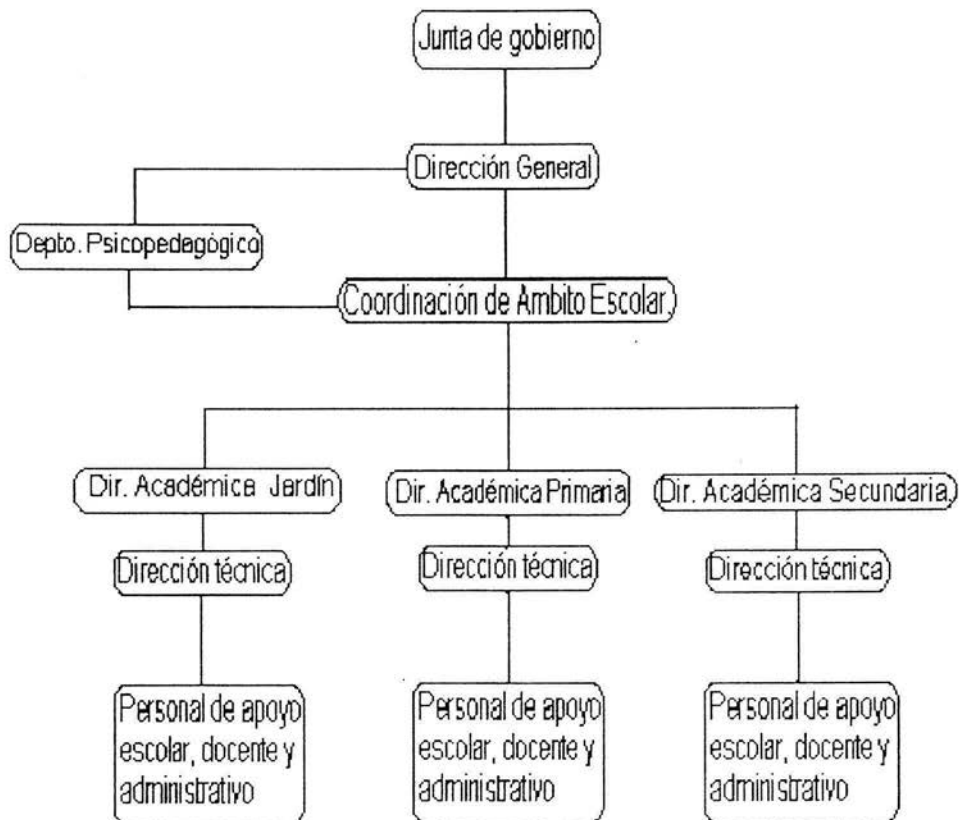 Junta de gobierno
Dirección General
Depto. Psicopedagógico
Coordinación de Ambito Escolar.
Dir. Académica Jardín
Dir. Académica Primaria
Dir. Académica Secundaria.
Dirección técnica
Dirección técnica
Dirección técnica
Personal de apoyo
escolar, docente y
administrativo
Personal de apoyo
escolar, docente y
administrativo
Personal de apoyo
escolar, docente y
administrativo